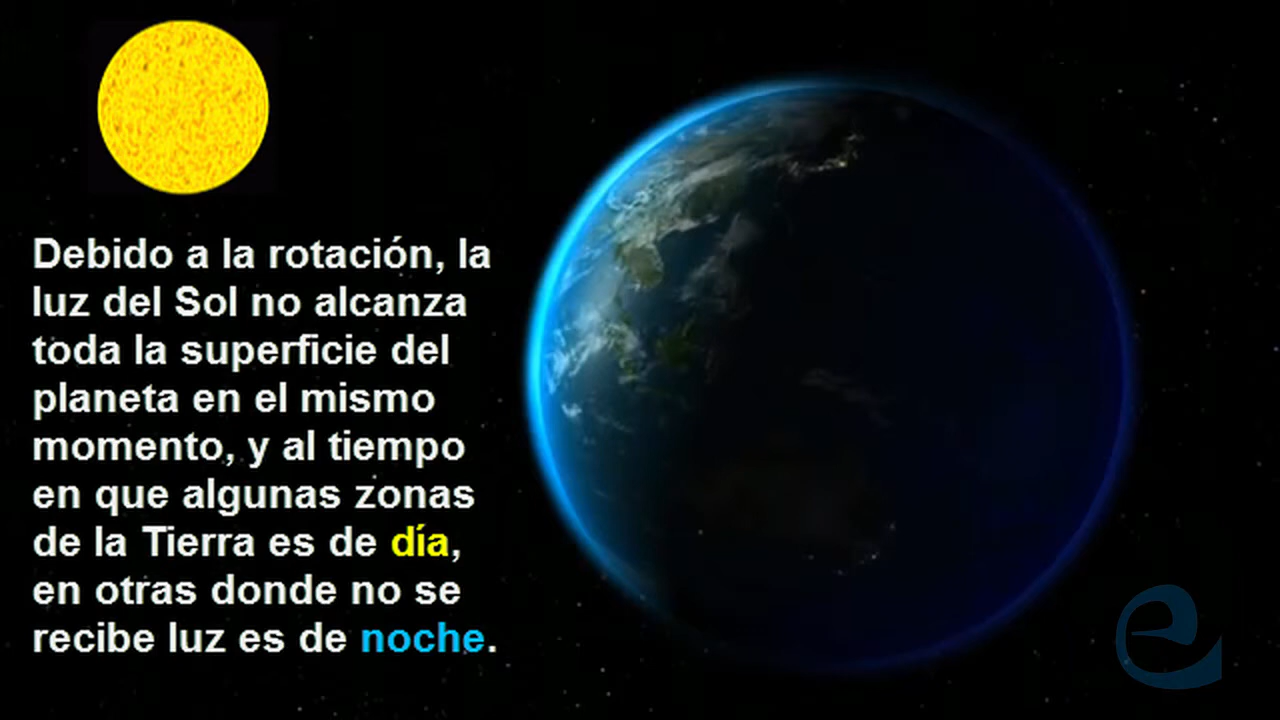 Debido a la rotación, la
luz del Sol no alcanza
toda la superficie del
planeta en el mismo
momento, y al tiempo
en que algunas zonas
de la Tierra es de día,
en otras donde no se
recibe luz es de noche.
e